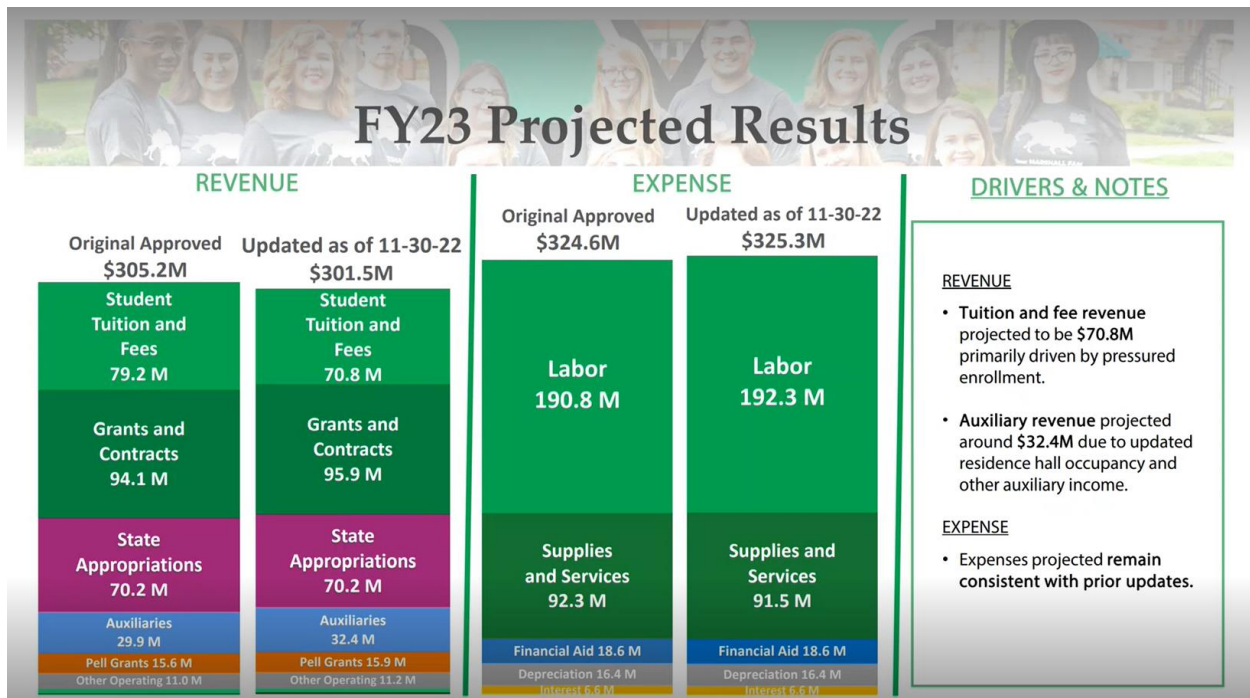 FY23 Projected Results
REVENUE
Original Approved
$305.2M
Student
Tuition and
Fees
79.2 M
Grants and
Contracts
94.1 M
State
Appropriations
70.2 M
Auxiliaries
29.9 M
Pell Grants 15.6 M
Other Operating 11.0 M
Updated as of 11-30-22
$301.5M
Student
Tuition and
Fees
70.8 M
Grants and
Contracts
95.9 M
State
Appropriations
70.2 M
Auxiliaries
32.4 M
Pell Grants 15.9 M
Other Operating 11.2 M
EXPENSE
Original Approved
$324.6M
Labor
190.8 M
Supplies
and Services
92.3 M
Financial Aid 18.6 M
Depreciation 16.4 M
Interest 6.6 M
Updated as of 11-30-22
$325.3M
Labor
192.3 M
Supplies and
Services
91.5 M
Financial Aid 18.6 M
Depreciation 16.4 M
Interest 6.6 M
DRIVERS & NOTES
REVENUE
• Tuition and fee revenue
projected to be $70.8M
primarily driven by pressured
enrollment.
• Auxiliary revenue projected
around $32.4M due to updated
residence hall occupancy and
other auxiliary income.
EXPENSE
• Expenses projected remain
consistent with prior updates.